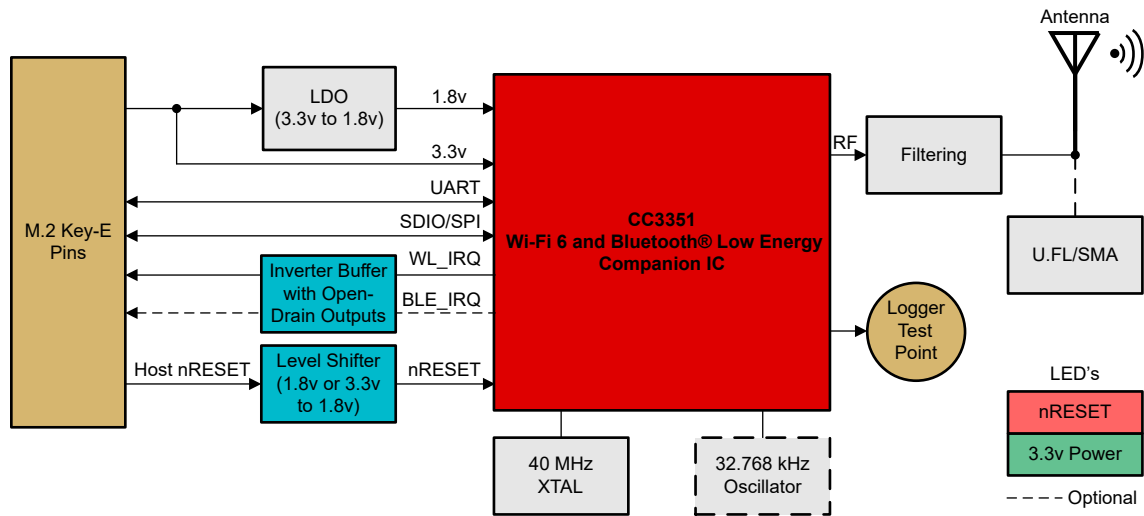 Antenna
LDO
(3.3v to 1.8v)
1.8v
3.3v
UART
SDIO/SPI
WL_IRQ
BLE_IRQ
M.2 Key-E
Pins
Inverter Buffer
with Open-
Drain Outputs
Host nRESET
Level Shifter
(1.8v or 3.3v
to 1.8v)
nRESET
CC3351
Wi-Fi 6 and Bluetooth® Low Energy
Companion IC
RF
Filtering
U.FL/SMA
Logger
Test
Point
40 MHz
XTAL
32.768 kHz
Oscillator
LED's
nRESET
3.3v Power
Optional